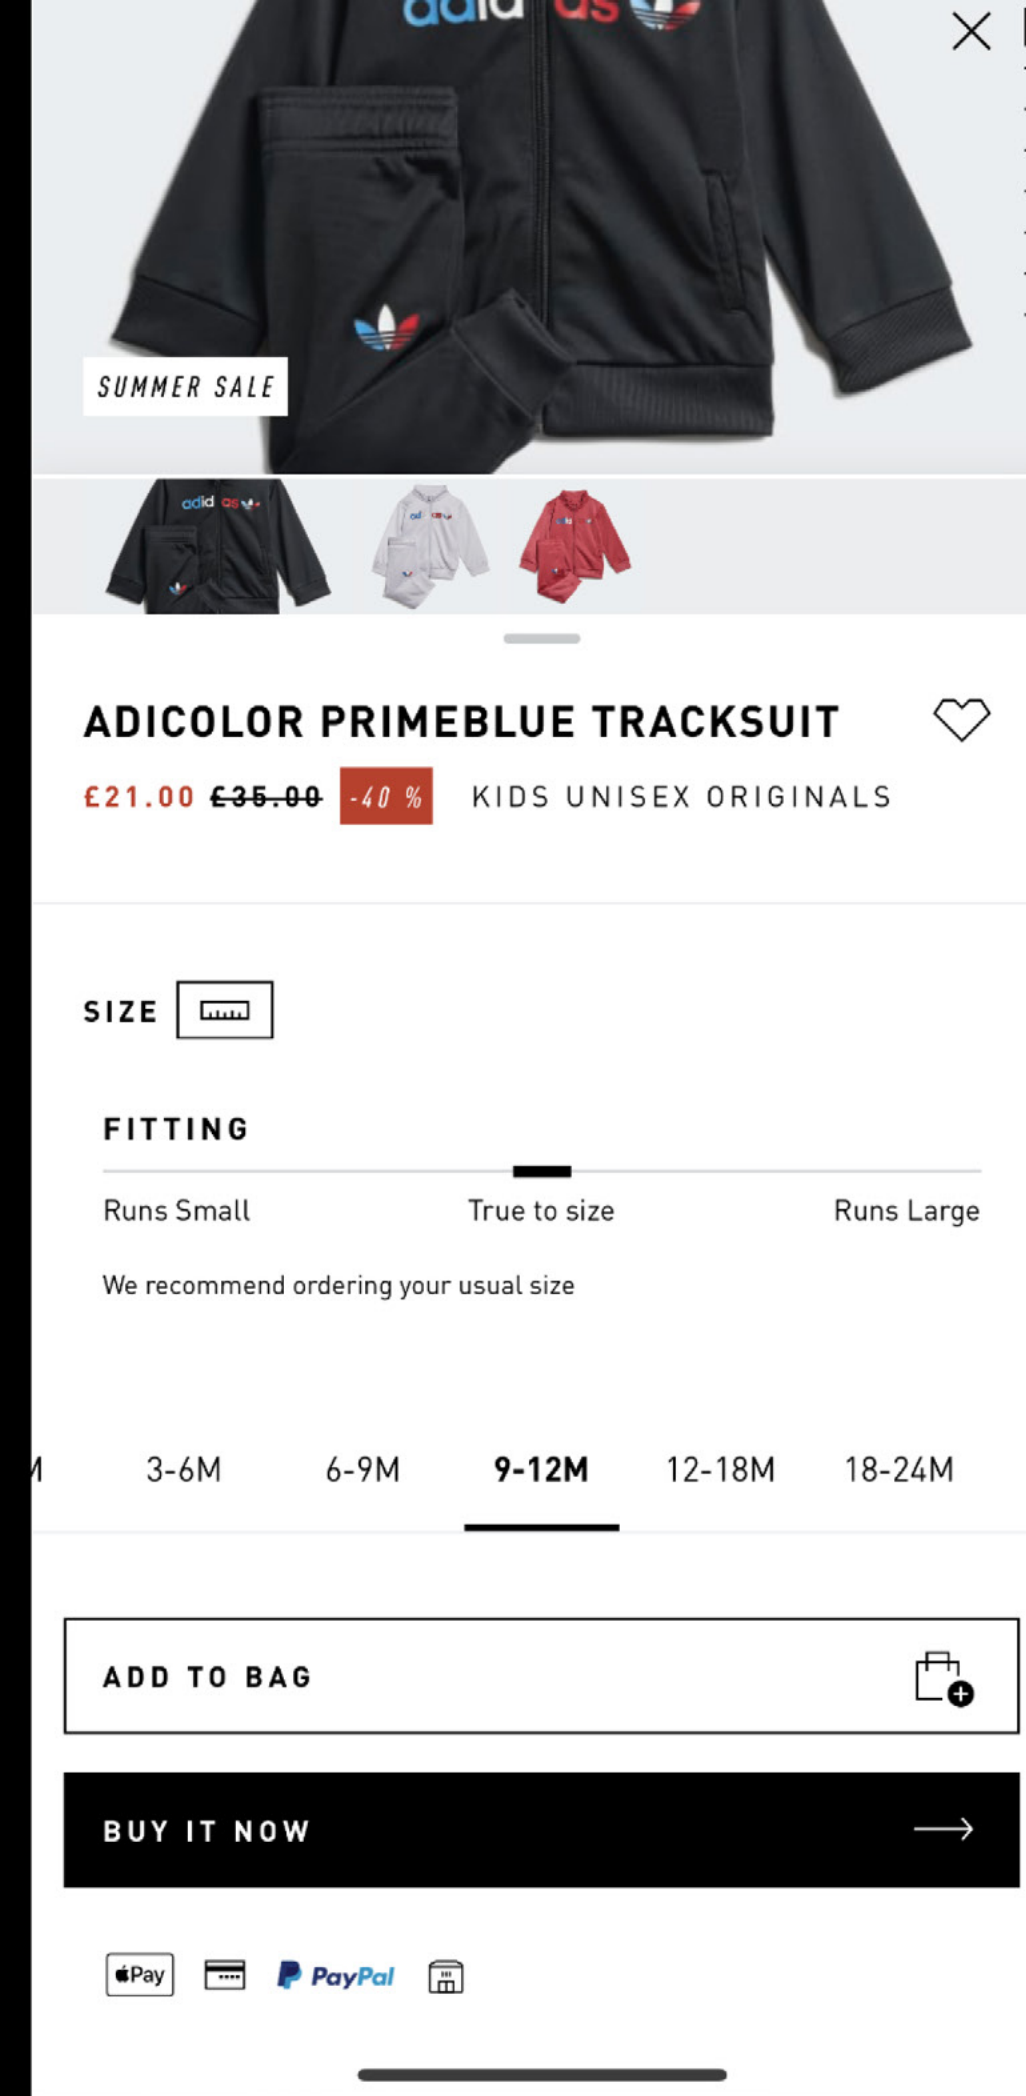 adidas
SUMMER SALE
adidas
ADICOLOR PRIMEBLUE TRACKSUIT
£21.00 £35.00 -40 % KIDS UNISEX ORIGINALS
SIZE
FITTING
Runs Small True to size Runs Large
We recommend ordering your usual size
M 3-6M 6-9M 9-12M 12-18M 18-24M
ADD TO BAG
BUY IT NOW
Pay PayPal